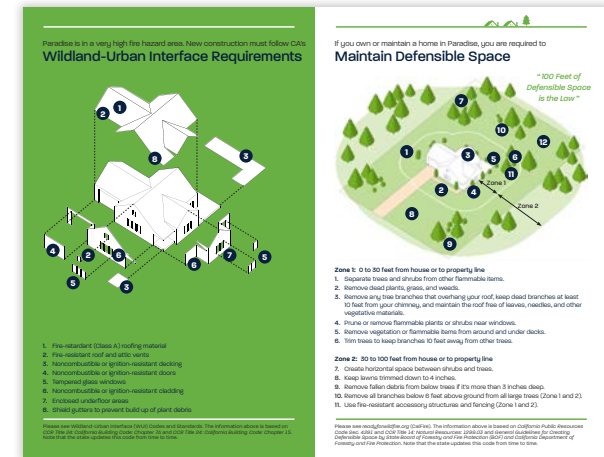 Paradise is in a very high fire hazard area. New construction must follow CA's
Wildland-Urban Interface Requirements
1
2
3
8
4
2
6
5
3
6
7
5
1. Fire-retardant (Class A) roofing material
2. Fire-resistant roof and attic vents
3. Noncombustible or ignition-resistant decking
4. Noncombustible or ignition-resistant doors
5. Tempered glass windows
6. Noncombustible or ignition-resistant cladding
7. Enclosed underfloor areas
8. Shield gutters to prevent build up of plant debris
Please see Wildland-Urban Interface (WUI) Codes and Standards. The information above is based on
CCR Title 24: California Building Code: Chapter 7A and CCR Title 24: California Building Code: Chapter 15.
Note that the state updates this code from time to time.
If you own or maintain a home in Paradise, you are required to
Maintain Defensible Space
"100 Feet of
Defensible Space
is the Law"
7
10
12
1
3
5
6
11
2
4
Zone 1
Zone 2
8
9
Zone 1: 0 to 30 feet from house or to property line
1. Separate trees and shrubs from other flammable items.
2. Remove dead plants, grass, and weeds.
3. Remove any tree branches that overhang your roof, keep dead branches at least
10 feet from your chimney, and maintain the roof free of leaves, needles, and other
vegetative materials.
4. Prune or remove flammable plants or shrubs near windows.
5. Remove vegetation or flammable items from around and under decks.
6. Trim trees to keep branches 10 feet away from other trees.
Zone 2: 30 to 100 feet from house or to property line
7. Create horizontal space between shrubs and trees.
8. Keep lawns trimmed down to 4 inches.
9. Remove fallen debris from below trees if it's more than 3 inches deep.
10. Remove all branches below 6 feet above ground from all large trees (Zone 1 and 2).
11. Use fire-resistant accessory structures and fencing (Zone 1 and 2).
Please see readyforwildfire.org (CalFire). The information above is based on California Public Resources
Code Sec. 4291 and CCR Title 14: Natural Resources: 1299.03 and General Guidelines for Creating
Defensible Space by State Board of Forestry and Fire Protection (BOF) and California Department of
Forestry and Fire Protection. Note that the state updates this code from time to time.